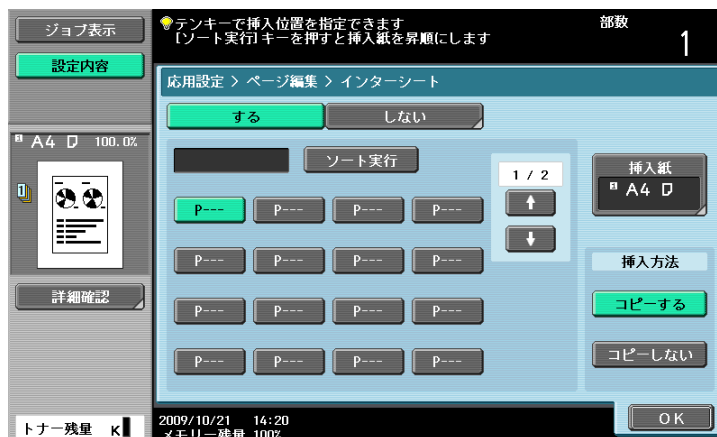 ジョブ表示
設定内容
テンキーで挿入位置を指定できます
[ソート実行]キーを押すと挿入紙を昇順にします
部数
1
応用設定 > ページ編集 > インターシート
する
しない
A4 100.0%
1
ソート実行
1 / 2
↑
↓
P--- P--- P--- P---
P--- P--- P--- P---
P--- P--- P--- P---
P--- P--- P--- P---
挿入紙
A4
挿入方法
コピーする
コピーしない
詳細確認
トナー残量 K
2009/10/21 14:20
メモリー残量 100%
OK